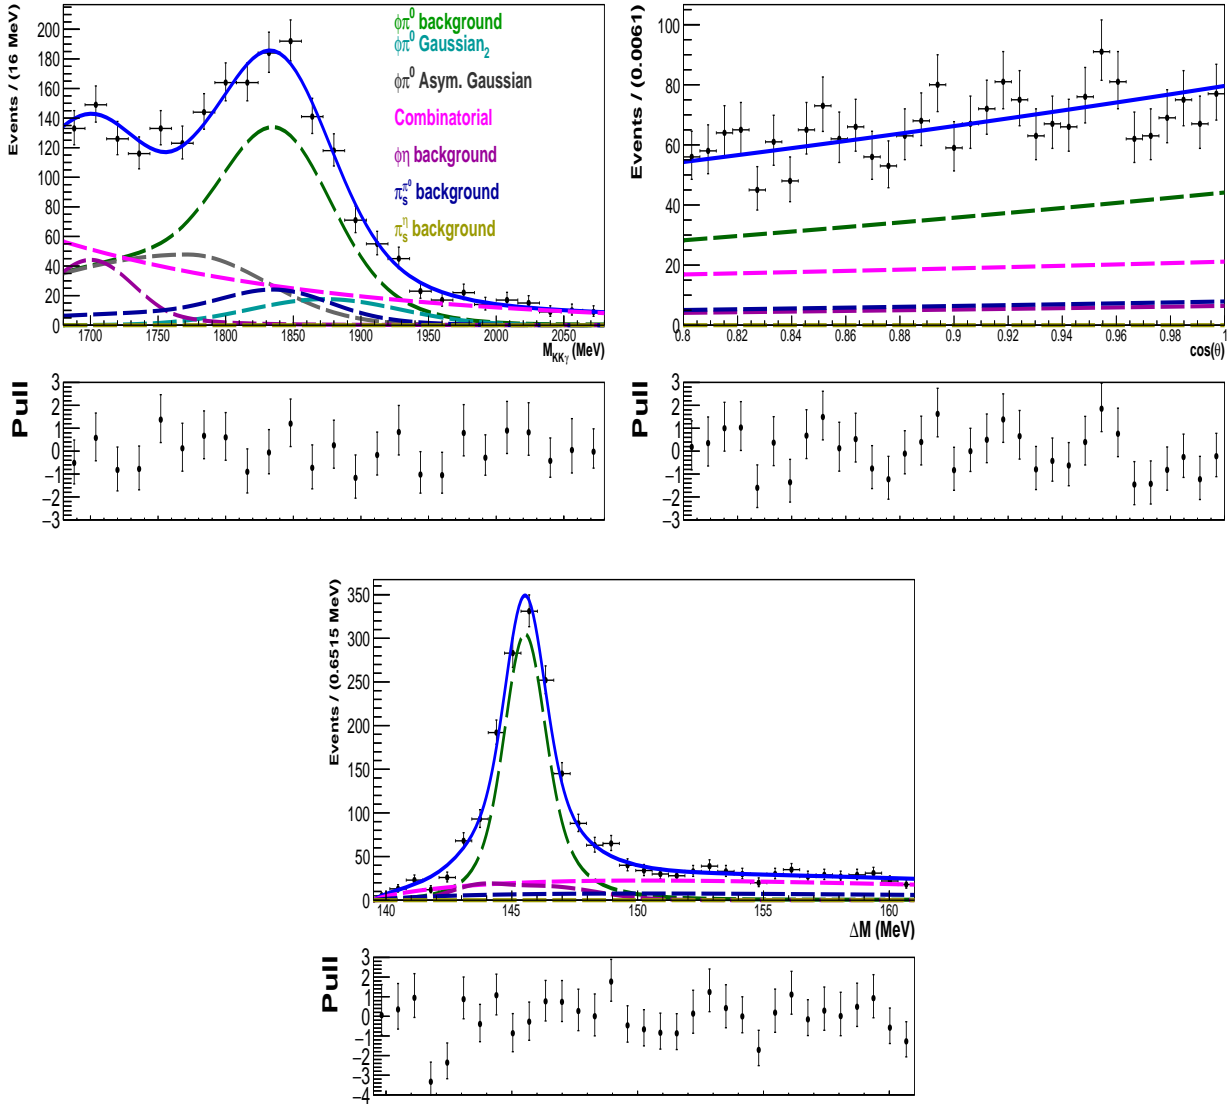 Events / (16 MeV)
200
180
160
140
120
100
80
60
40
20
0
1700 1750 1800 1850 1900 1950 2000 2050
M_KKγ (MeV)
ϕπ⁰ background
ϕπ⁰ Gaussian₂
ϕπ⁰ Asym. Gaussian
Combinatorial
ϕη background
π_s^π⁰ background
π_s^η background
Pull
3
2
1
0
−1
−2
−3
Events / (0.0061)
100
80
60
40
20
0
0.8 0.82 0.84 0.86 0.88 0.9 0.92 0.94 0.96 0.98 1
cos(θ)
Pull
3
2
1
0
−1
−2
−3
Events / (0.6515 MeV)
350
300
250
200
150
100
50
0
140 145 150 155 160
ΔM (MeV)
Pull
3
2
1
0
−1
−2
−3
−4